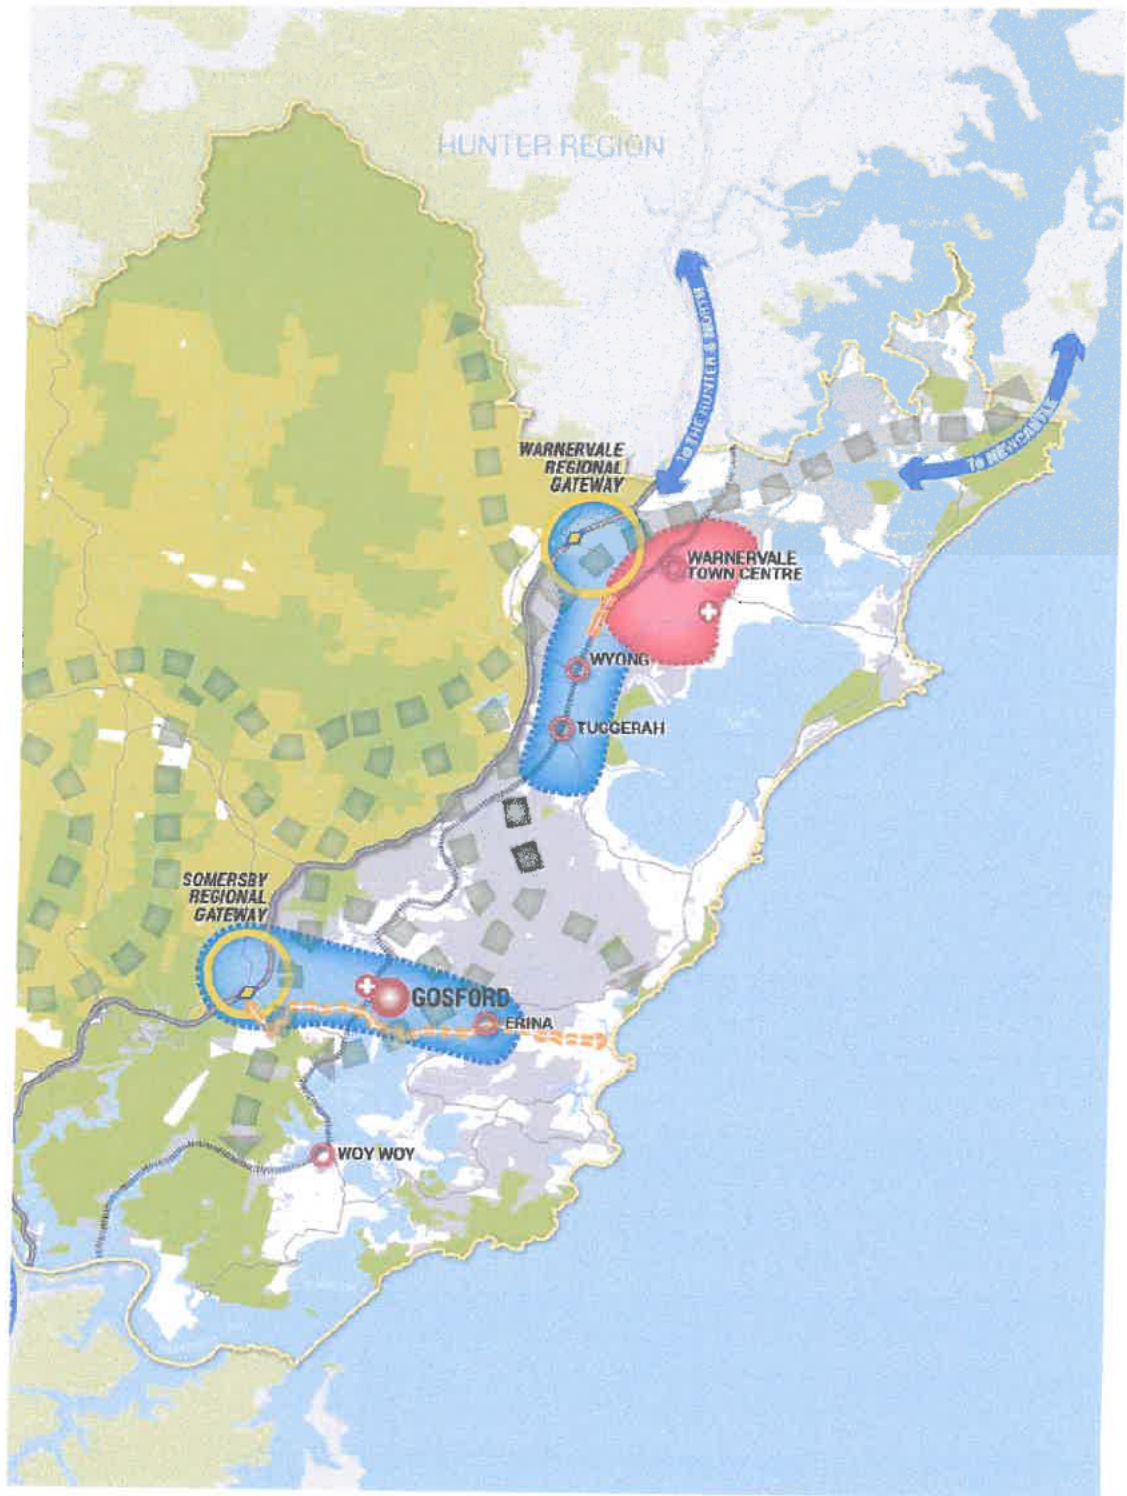 HUNTER REGION
TO THE HUNTER & NORTH
To NEWCASTLE
WARNERVALE
REGIONAL
GATEWAY
WARNERVALE
TOWN CENTRE
WYONG
TUGGERAH
SOMERSBY
REGIONAL
GATEWAY
GOSFORD
ERINA
WOY WOY